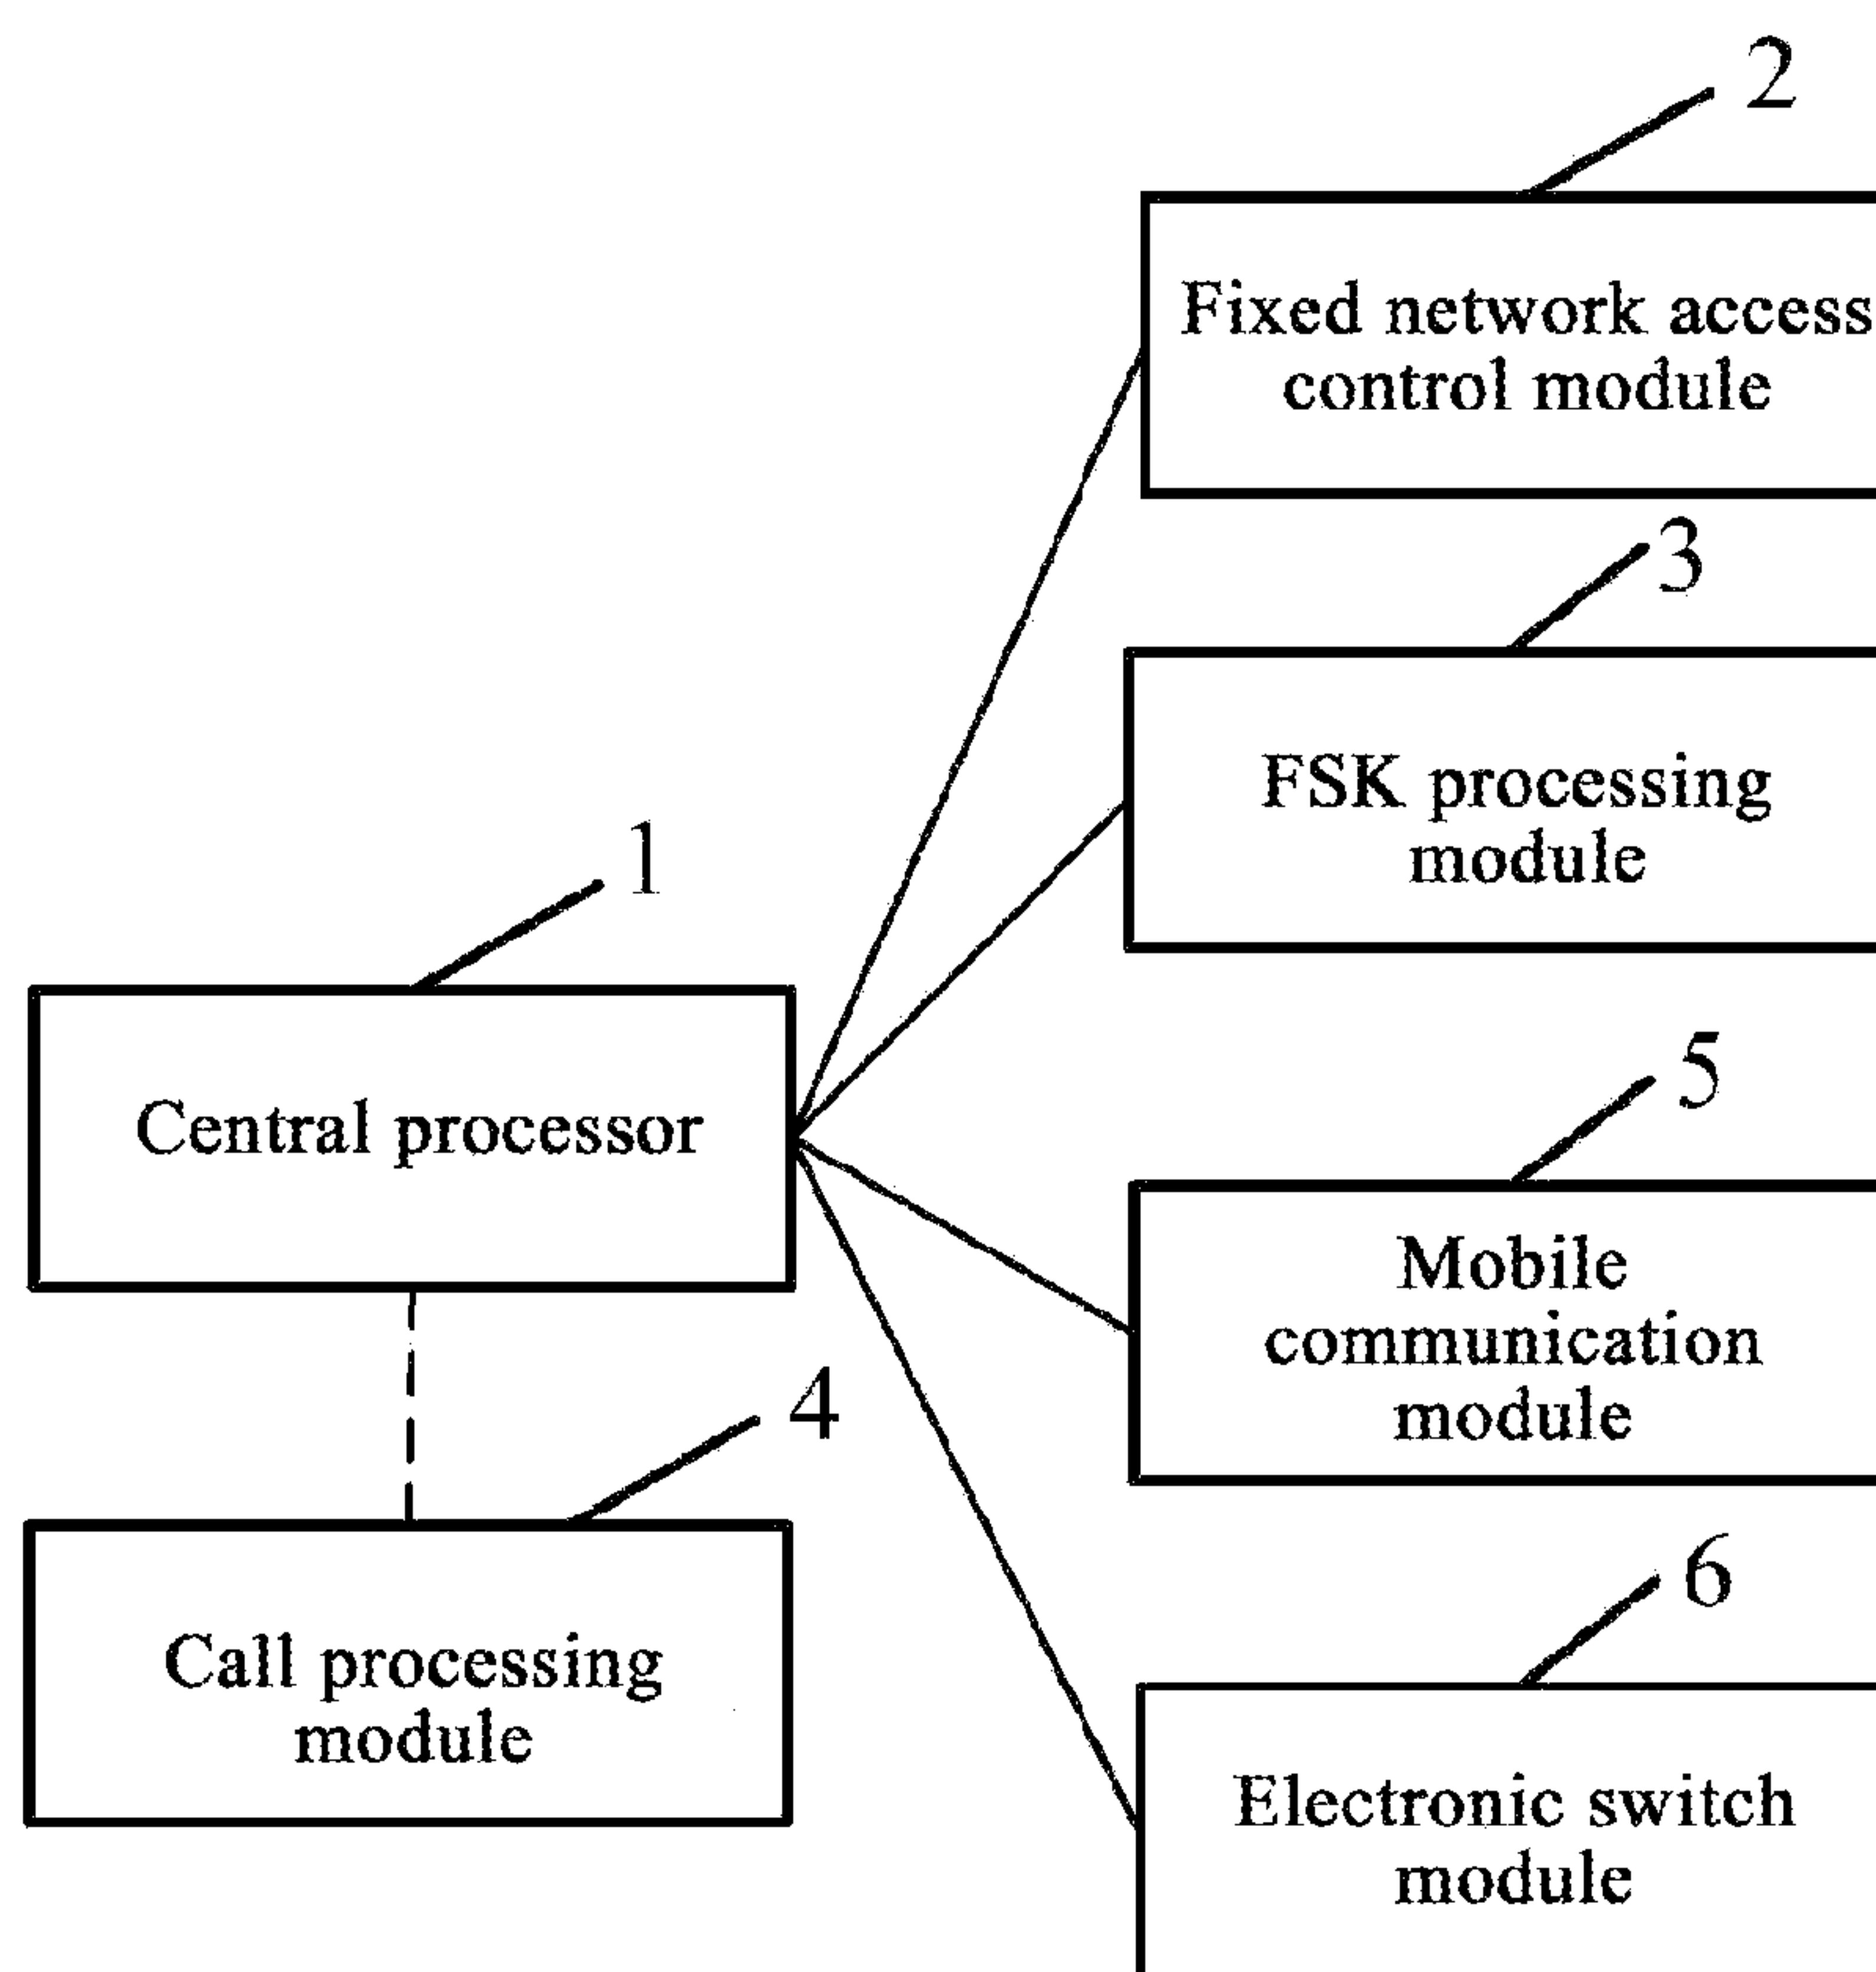 2
Fixed network access
control module
3
FSK processing
module
1
Central processor
5
Mobile
communication
module
4
Call processing
module
6
Electronic switch
module